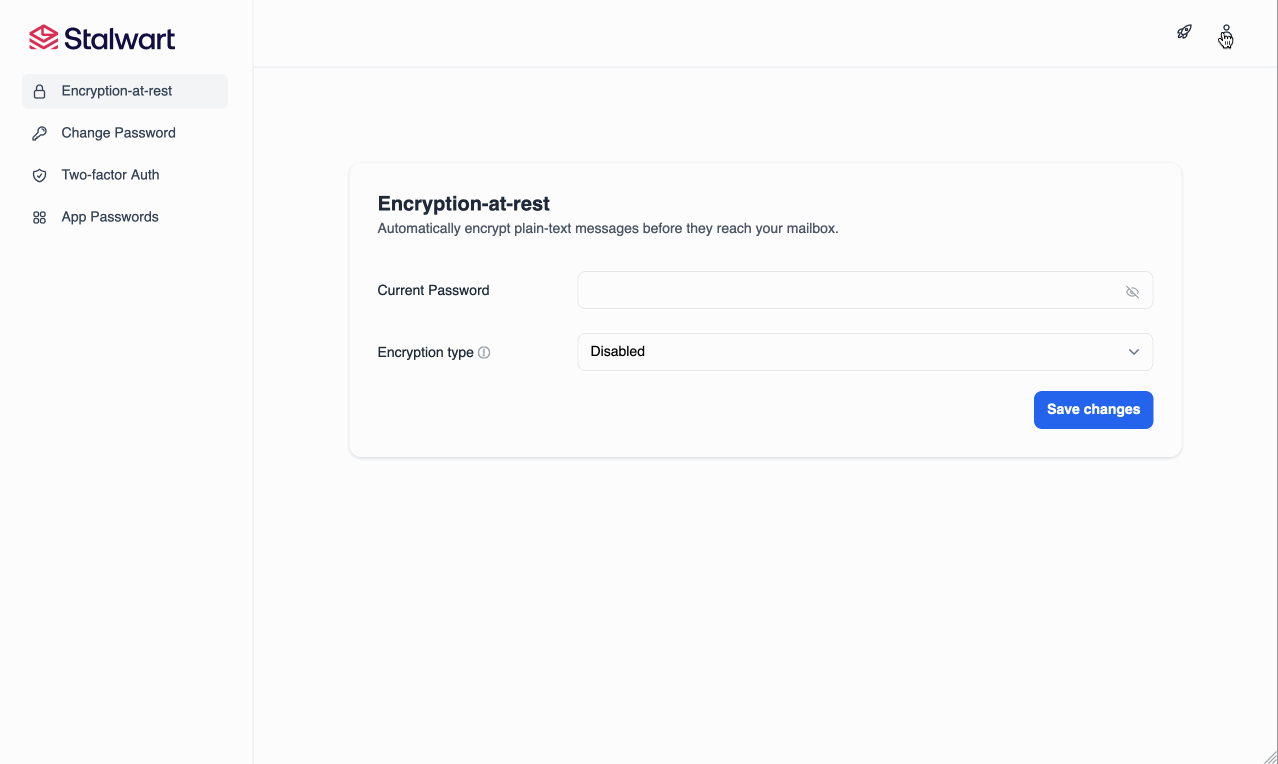 Stalwart
Encryption-at-rest
Change Password
Two-factor Auth
App Passwords
Encryption-at-rest
Automatically encrypt plain-text messages before they reach your mailbox.
Current Password
Encryption type
Disabled
Save changes